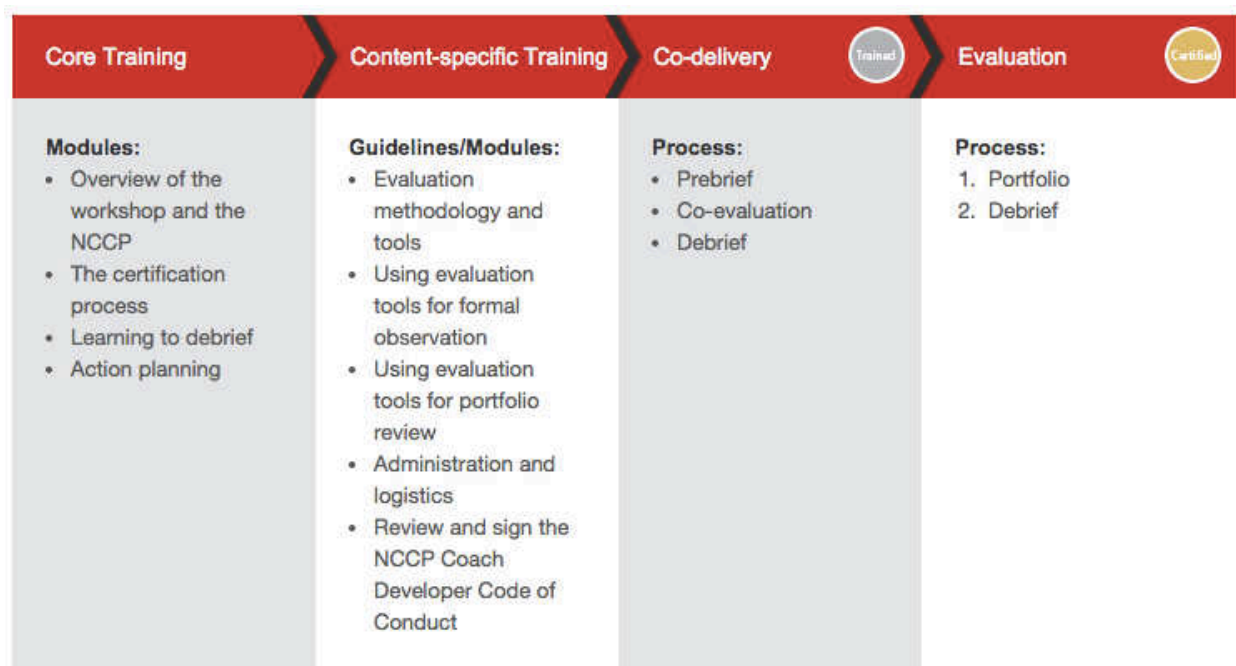 Core Training
Content-specific Training
Co-delivery
Trained
Evaluation
Certified
Modules:
• Overview of the
workshop and the
NCCP
• The certification
process
• Learning to debrief
• Action planning
Guidelines/Modules:
• Evaluation
methodology and
tools
• Using evaluation
tools for formal
observation
• Using evaluation
tools for portfolio
review
• Administration and
logistics
• Review and sign the
NCCP Coach
Developer Code of
Conduct
Process:
• Prebrief
• Co-evaluation
• Debrief
Process:
1. Portfolio
2. Debrief